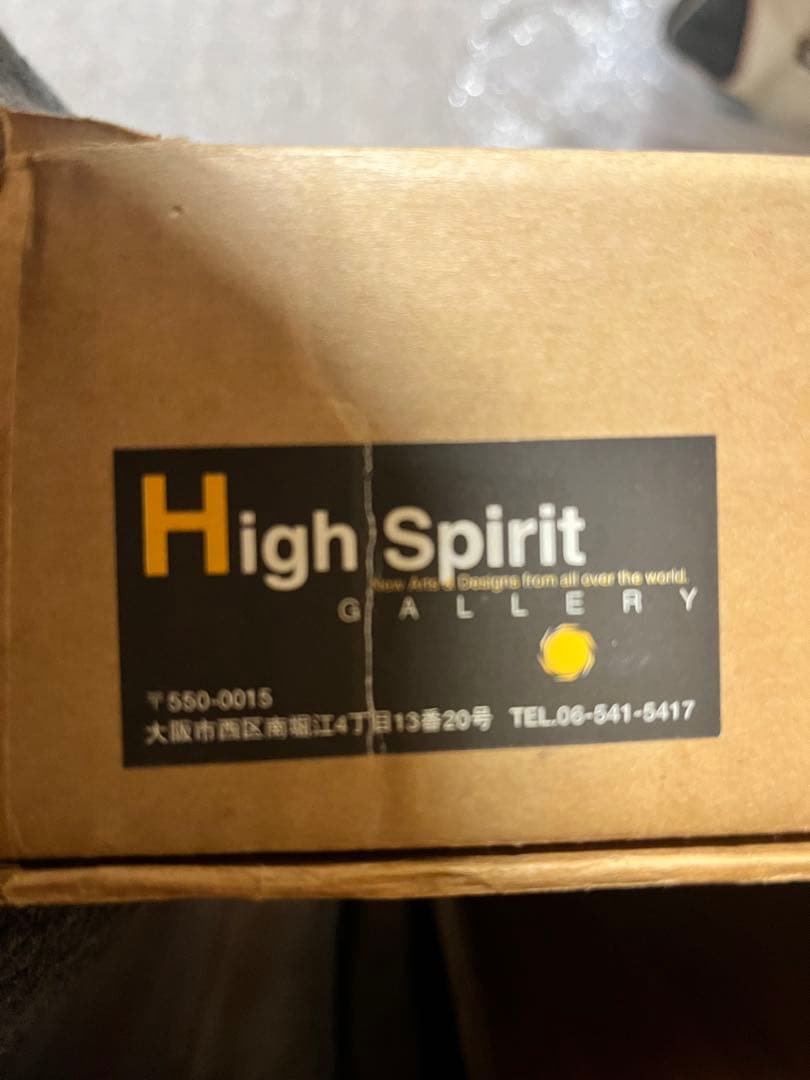 High Spirit
New Arts & Designs from all over the world.
GALLERY
〒550-0015
大阪市西区南堀江4丁目13番20号 TEL.06-541-5417